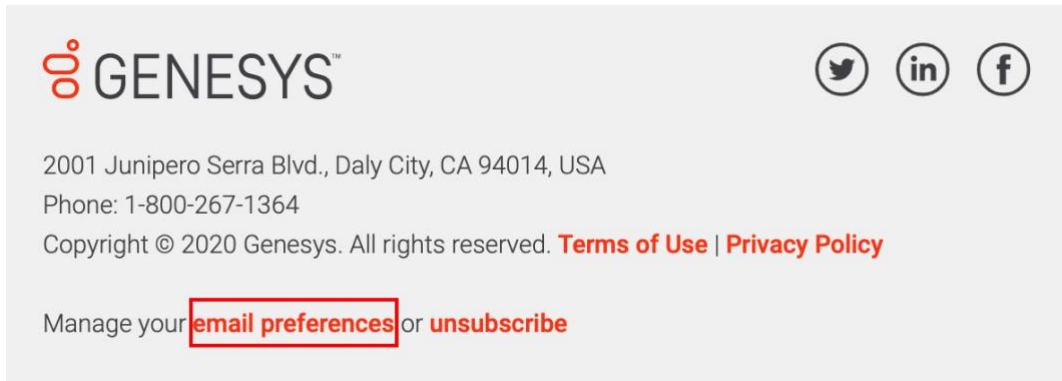 GENESYS™
2001 Junipero Serra Blvd., Daly City, CA 94014, USA
Phone: 1-800-267-1364
Copyright © 2020 Genesys. All rights reserved. Terms of Use | Privacy Policy
Manage your email preferences or unsubscribe